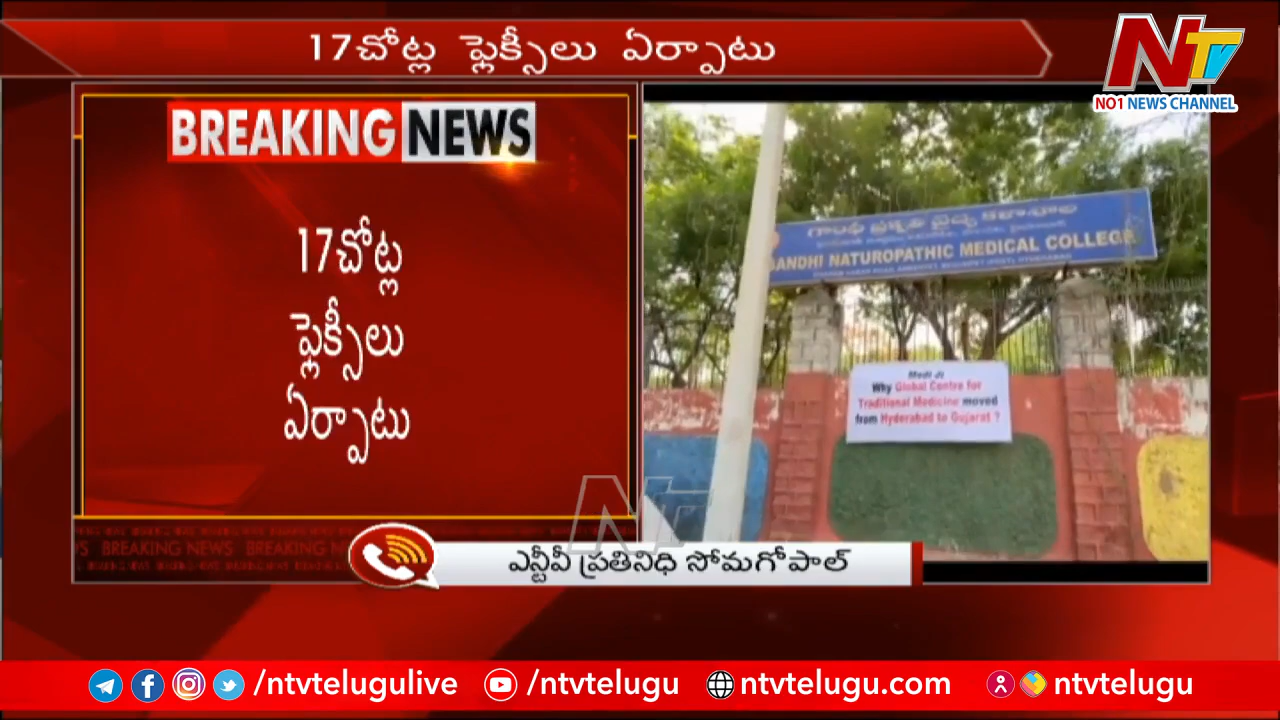 17చోట్ల ఫ్లెక్సీలు ఏర్పాటు
NTV
NO1 NEWS CHANNEL
BREAKING NEWS
17చోట్ల
ఫ్లెక్సీలు
ఏర్పాటు
గాంధీ ప్రకృతి వైద్య కళాశాల
GANDHI NATUROPATHIC MEDICAL COLLEGE
Modi Ji
Why Global Centre for
Traditional Medicine moved
from Hyderabad to Gujarat ?
BREAKING NEWS BREAKING N
ఎన్టీవీ ప్రతినిధి సోమగోపాల్
/ntvtelugulive /ntvtelugu ntvtelugu.com ntvtelugu